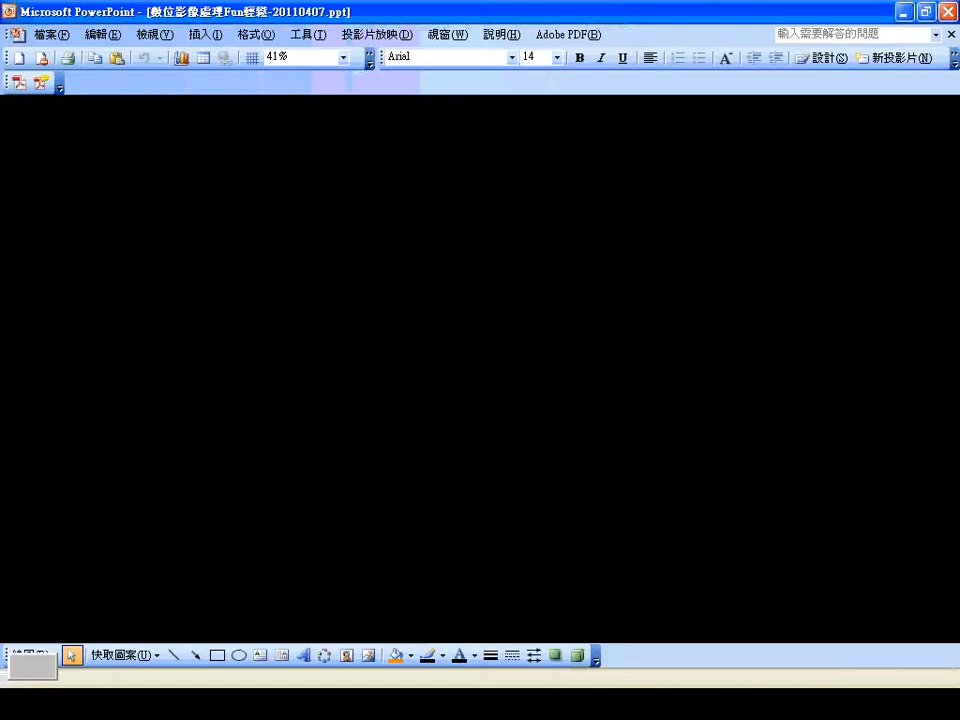 Microsoft PowerPoint - [數位影像處理Fun輕鬆-20110407.ppt]
檔案(F) 編輯(E) 檢視(V) 插入(I) 格式(O) 工具(T) 投影片放映(D) 視窗(W) 說明(H) Adobe PDF(B) 輸入需要解答的問題
41% Arial 14 B I U A 設計(S) 新投影片(N)
快取圖案(U) A